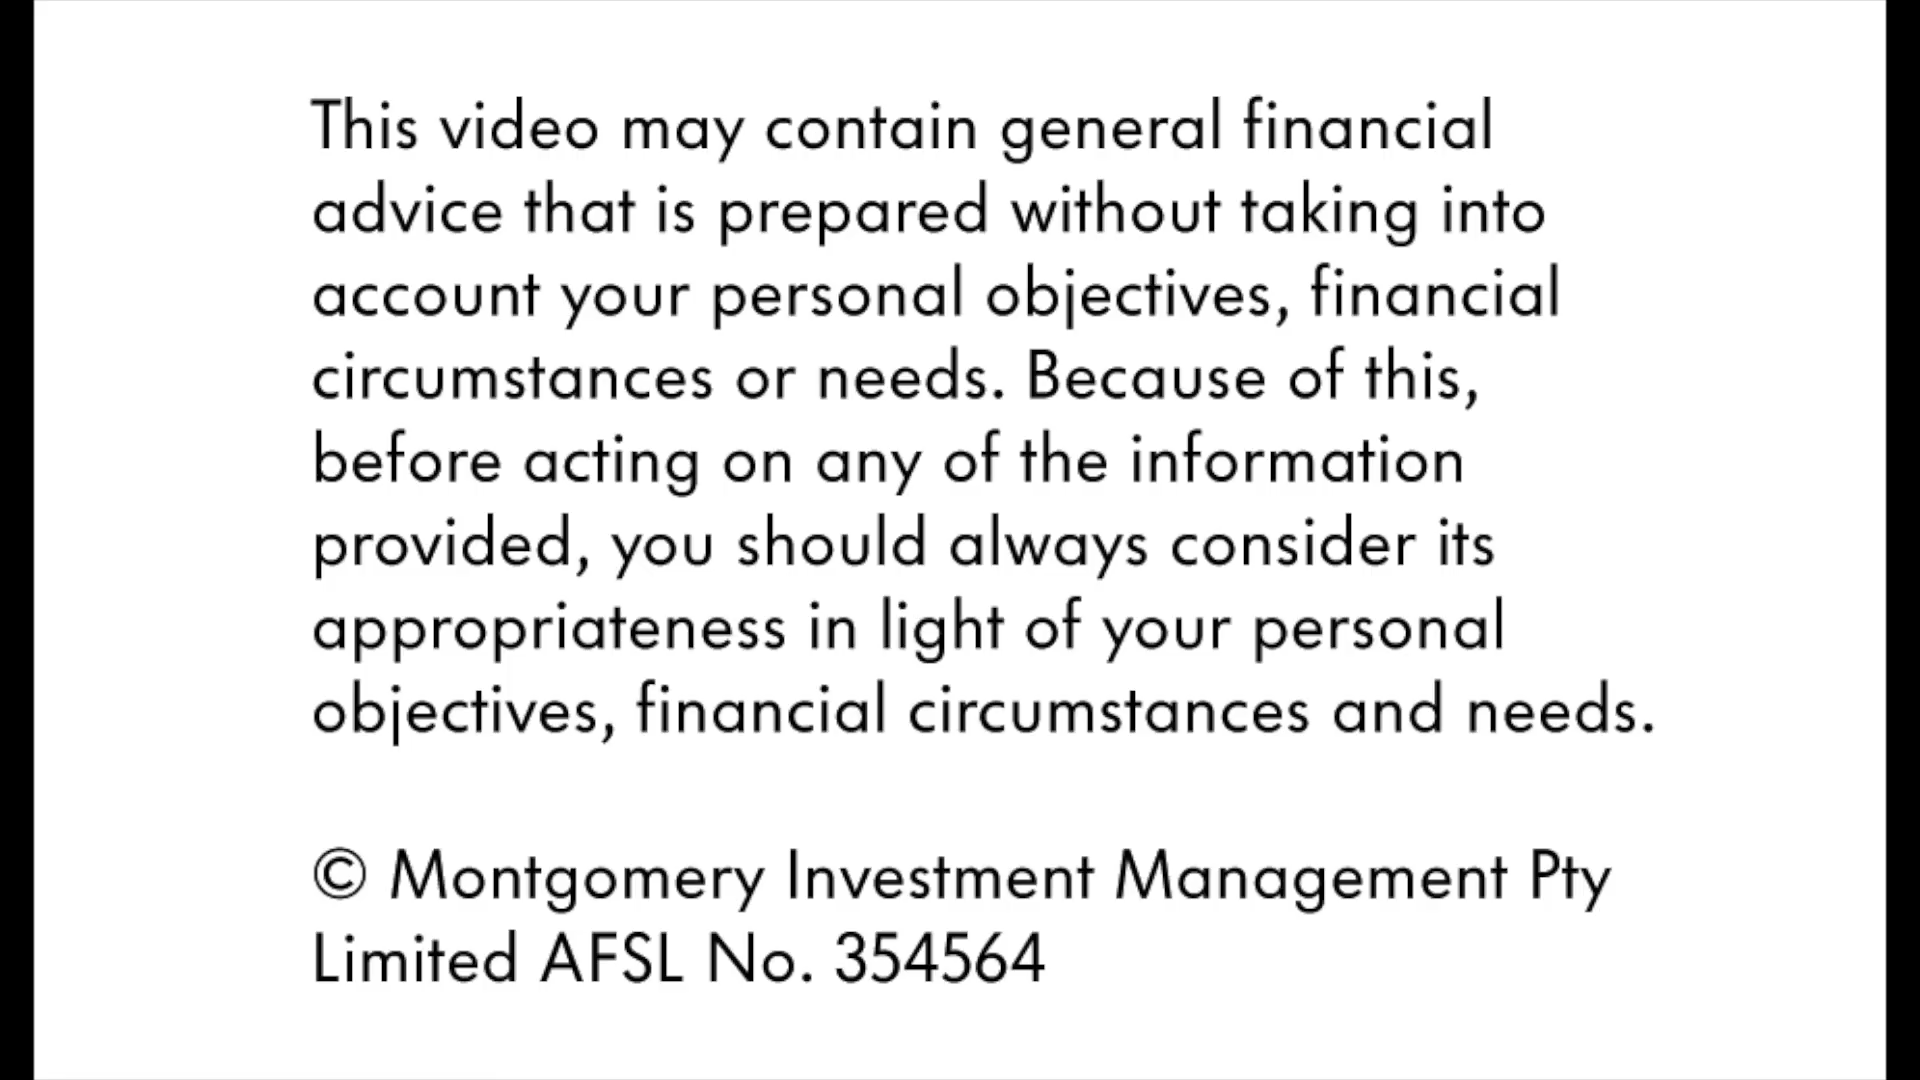 This video may contain general financial
advice that is prepared without taking into
account your personal objectives, financial
circumstances or needs. Because of this,
before acting on any of the information
provided, you should always consider its
appropriateness in light of your personal
objectives, financial circumstances and needs.
© Montgomery Investment Management Pty
Limited AFSL No. 354564